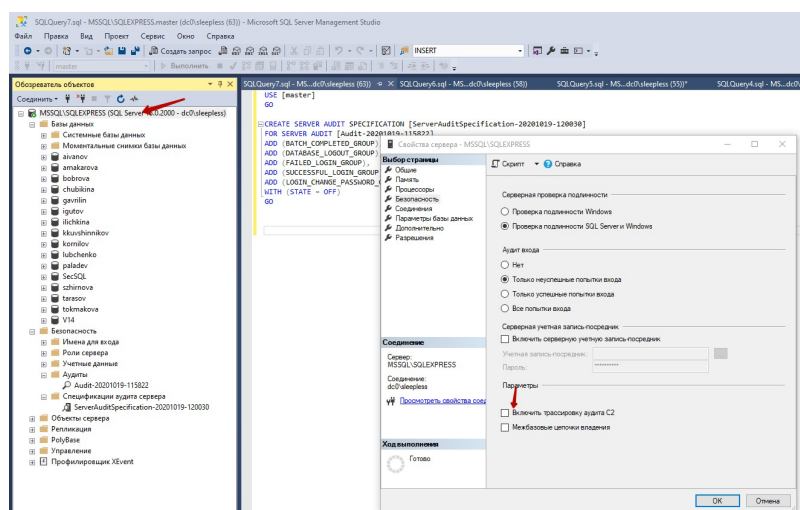 SQLQuery7.sql - MSSQL\SQLEXPRESS.master (dc0\sleepless (63)) - Microsoft SQL Server Management Studio
Файл Правка Вид Проект Сервис Окно Справка
Создать запрос INSERT
master Выполнить
Обозреватель объектов
SQLQuery7.sql - MS...dc0\sleepless (63)) SQLQuery6.sql - MS...dc0\sleepless (58)) SQLQuery5.sql - MS...dc0\sleepless (55))* SQLQuery4.sql - MS...dc0\
Соединить
MSSQL\SQLEXPRESS (SQL Server .0.2000 - dc0\sleepless)
Базы данных
Системные базы данных
Моментальные снимки базы данных
aivanov
amakarova
bobrova
chubikina
gavrilin
igutov
ilichkina
kkuvshinnikov
kornilov
lubchenko
paladev
SecSQL
szhirnova
tarasov
tokmakova
V14
Безопасность
Имена для входа
Роли сервера
Учетные данные
Аудиты
Audit-20201019-115822
Спецификации аудита сервера
ServerAuditSpecification-20201019-120030
Объекты сервера
Репликация
PolyBase
Управление
Профилировщик XEvent
USE [master]
GO
CREATE SERVER AUDIT SPECIFICATION [ServerAuditSpecification-20201019-120030]
FOR SERVER AUDIT [Audit-20201019-115822]
ADD (BATCH_COMPLETED_GROUP)
ADD (DATABASE_LOGOUT_GROUP)
ADD (FAILED_LOGIN_GROUP),
ADD (SUCCESSFUL_LOGIN_GROUP
ADD (LOGIN_CHANGE_PASSWORD_
WITH (STATE = OFF)
GO
Свойства сервера - MSSQL\SQLEXPRESS
Выбор страницы
Общие
Память
Процессоры
Безопасность
Соединения
Параметры базы данных
Дополнительно
Разрешения
Соединение
Сервер:
MSSQL\SQLEXPRESS
Соединение:
dc0\sleepless
Просмотреть свойства соед
Ход выполнения
Готово
Скрипт Справка
Серверная проверка подлинности
Проверка подлинности Windows
Проверка подлинности SQL Server и Windows
Аудит входа
Нет
Только неуспешные попытки входа
Только успешные попытки входа
Все попытки входа
Серверная учетная запись-посредник
Включить серверную учетную запись-посредник
Учетная запись-посредник:
Пароль: **********
Параметры
Включить трассировку аудита C2
Межбазовые цепочки владения
OK Отмена